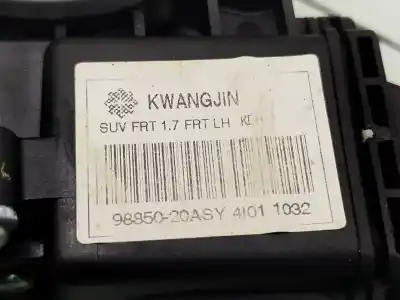 KWANGJIN
SUV FRT 1.7 FRT LH
98850-20ASY 4I01 1032